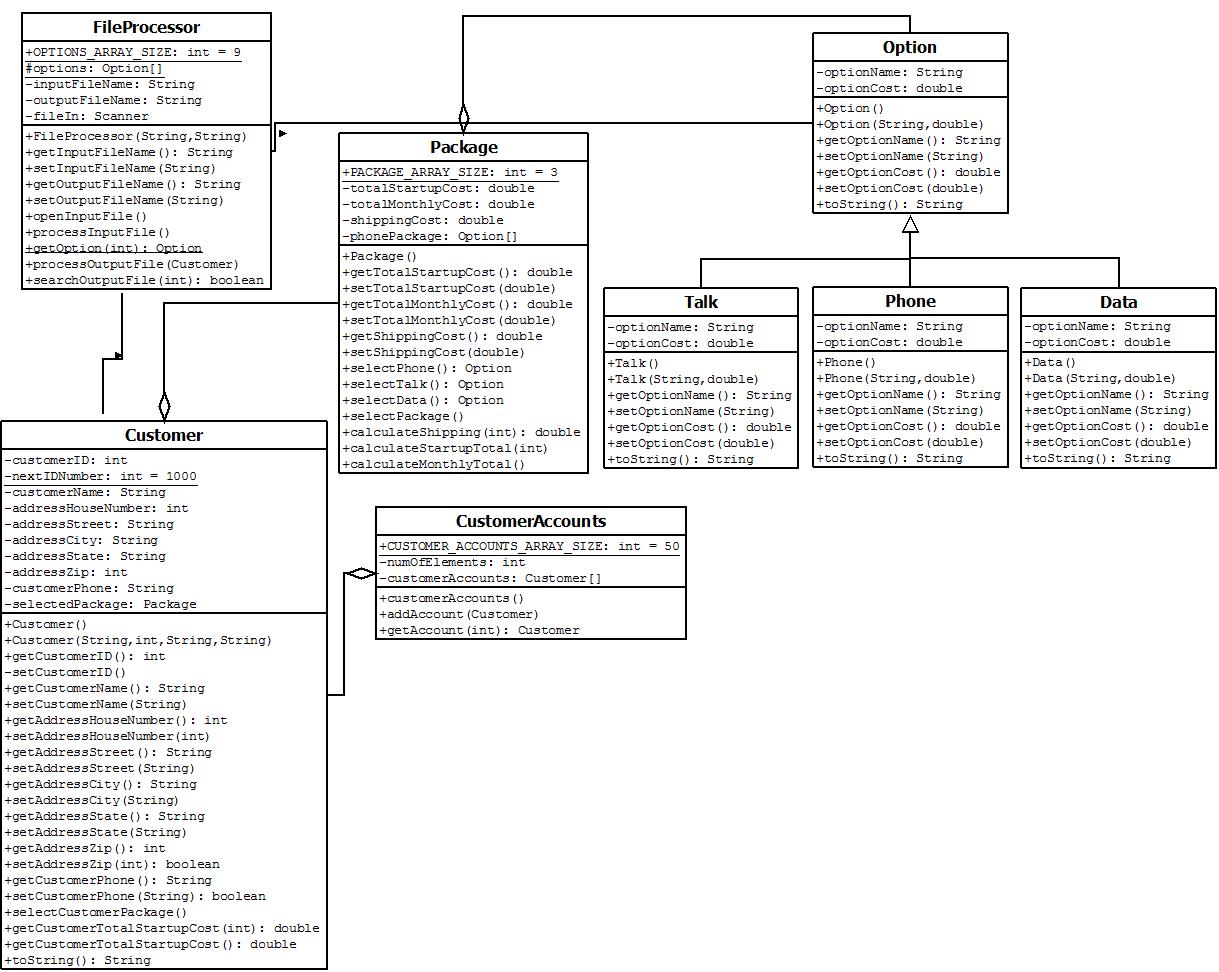 FileProcessor
+OPTIONS_ARRAY_SIZE: int = 9
#options: Option[]
-inputFileName: String
-outputFileName: String
-fileIn: Scanner
+FileProcessor(String,String)
+getInputFileName(): String
+setInputFileName(String)
+getOutputFileName(): String
+setOutputFileName(String)
+openInputFile()
+processInputFile()
+getOption(int): Option
+processOutputFile(Customer)
+searchOutputFile(int): boolean
Package
+PACKAGE_ARRAY_SIZE: int = 3
-totalStartupCost: double
-totalMonthlyCost: double
-shippingCost: double
-phonePackage: Option[]
+Package()
+getTotalStartupCost(): double
+setTotalStartupCost(double)
+getTotalMonthlyCost(): double
+setTotalMonthlyCost(double)
+getShippingCost(): double
+setShippingCost(double)
+selectPhone(): Option
+selectTalk(): Option
+selectData(): Option
+selectPackage()
+calculateShipping(int): double
+calculateStartupTotal(int)
+calculateMonthlyTotal()
Option
-optionName: String
-optionCost: double
+Option()
+Option(String,double)
+getOptionName(): String
+setOptionName(String)
+getOptionCost(): double
+setOptionCost(double)
+toString(): String
Talk
-optionName: String
-optionCost: double
+Talk()
+Talk(String,double)
+getOptionName(): String
+setOptionName(String)
+getOptionCost(): double
+setOptionCost(double)
+toString(): String
Phone
-optionName: String
-optionCost: double
+Phone()
+Phone(String,double)
+getOptionName(): String
+setOptionName(String)
+getOptionCost(): double
+setOptionCost(double)
+toString(): String
Data
-optionName: String
-optionCost: double
+Data()
+Data(String,double)
+getOptionName(): String
+setOptionName(String)
+getOptionCost(): double
+setOptionCost(double)
+toString(): String
Customer
-customerID: int
-nextIDNumber: int = 1000
-customerName: String
-addressHouseNumber: int
-addressStreet: String
-addressCity: String
-addressState: String
-addressZip: int
-customerPhone: String
-selectedPackage: Package
+Customer()
+Customer(String,int,String,String)
+getCustomerID(): int
-setCustomerID()
+getCustomerName(): String
+setCustomerName(String)
+getAddressHouseNumber(): int
+setAddressHouseNumber(int)
+getAddressStreet(): String
+setAddressStreet(String)
+getAddressCity(): String
+setAddressCity(String)
+getAddressState(): String
+setAddressState(String)
+getAddressZip(): int
+setAddressZip(int): boolean
+getCustomerPhone(): String
+setCustomerPhone(String): boolean
+selectCustomerPackage()
+getCustomerTotalStartupCost(int): double
+getCustomerTotalStartupCost(): double
+toString(): String
CustomerAccounts
+CUSTOMER_ACCOUNTS_ARRAY_SIZE: int = 50
-numOfElements: int
-customerAccounts: Customer[]
+customerAccounts()
+addAccount(Customer)
+getAccount(int): Customer